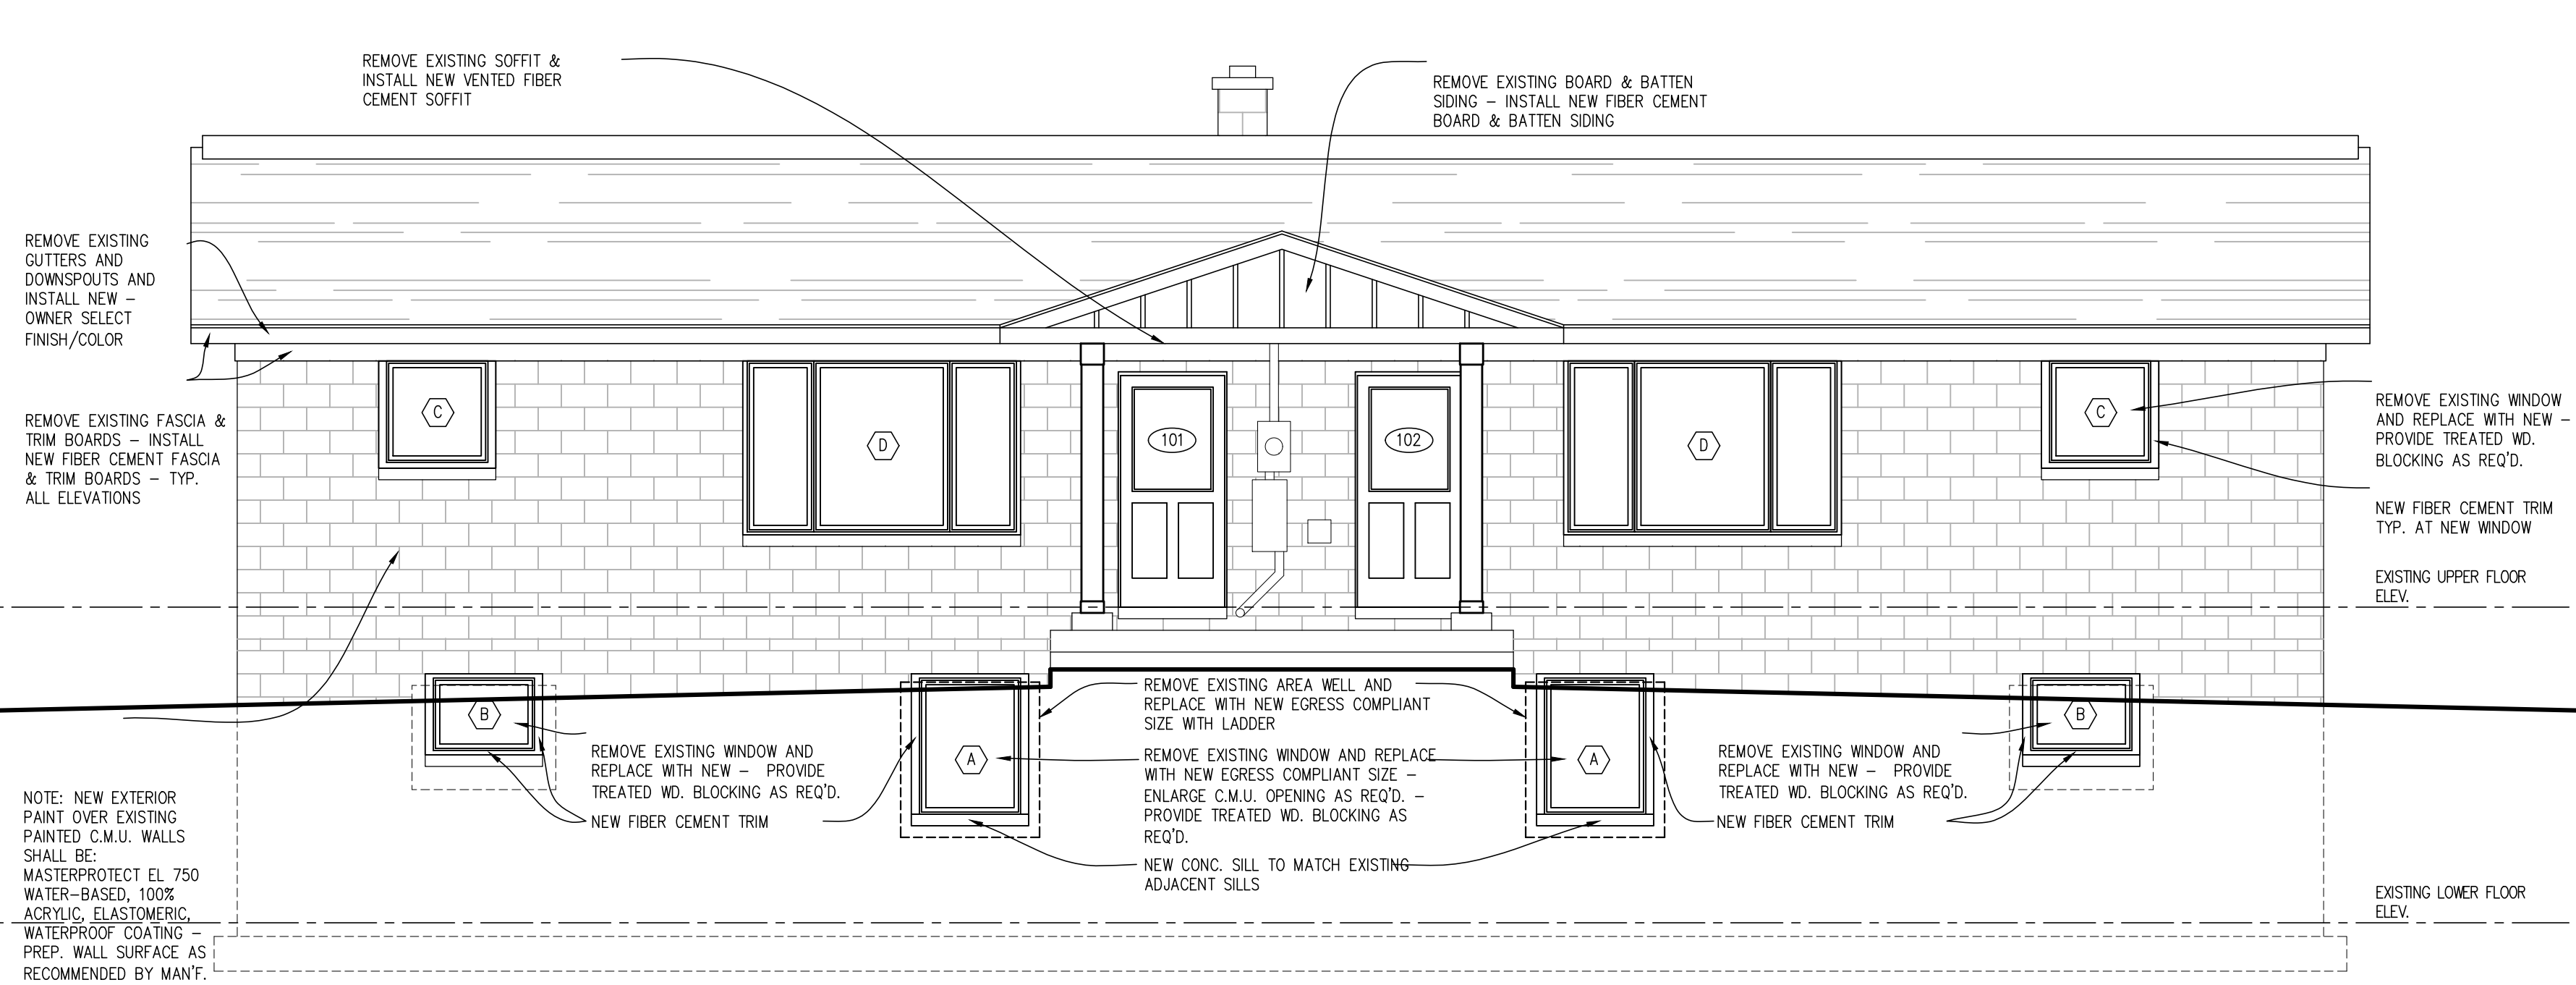 REMOVE EXISTING SOFFIT &
INSTALL NEW VENTED FIBER
CEMENT SOFFIT
REMOVE EXISTING BOARD & BATTEN
SIDING – INSTALL NEW FIBER CEMENT
BOARD & BATTEN SIDING
REMOVE EXISTING
GUTTERS AND
DOWNSPOUTS AND
INSTALL NEW –
OWNER SELECT
FINISH/COLOR
REMOVE EXISTING FASCIA &
TRIM BOARDS – INSTALL
NEW FIBER CEMENT FASCIA
& TRIM BOARDS – TYP.
ALL ELEVATIONS
C
D
101
102
D
C
REMOVE EXISTING WINDOW
AND REPLACE WITH NEW –
PROVIDE TREATED WD.
BLOCKING AS REQ'D.
NEW FIBER CEMENT TRIM
TYP. AT NEW WINDOW
EXISTING UPPER FLOOR
ELEV.
B
A
A
B
REMOVE EXISTING WINDOW AND
REPLACE WITH NEW – PROVIDE
TREATED WD. BLOCKING AS REQ'D.
NEW FIBER CEMENT TRIM
REMOVE EXISTING AREA WELL AND
REPLACE WITH NEW EGRESS COMPLIANT
SIZE WITH LADDER
REMOVE EXISTING WINDOW AND REPLACE
WITH NEW EGRESS COMPLIANT SIZE –
ENLARGE C.M.U. OPENING AS REQ'D. –
PROVIDE TREATED WD. BLOCKING AS
REQ'D.
NEW CONC. SILL TO MATCH EXISTING
ADJACENT SILLS
REMOVE EXISTING WINDOW AND
REPLACE WITH NEW – PROVIDE
TREATED WD. BLOCKING AS REQ'D.
NEW FIBER CEMENT TRIM
NOTE: NEW EXTERIOR
PAINT OVER EXISTING
PAINTED C.M.U. WALLS
SHALL BE:
MASTERPROTECT EL 750
WATER–BASED, 100%
ACRYLIC, ELASTOMERIC,
WATERPROOF COATING –
PREP. WALL SURFACE AS
RECOMMENDED BY MAN'F.
EXISTING LOWER FLOOR
ELEV.